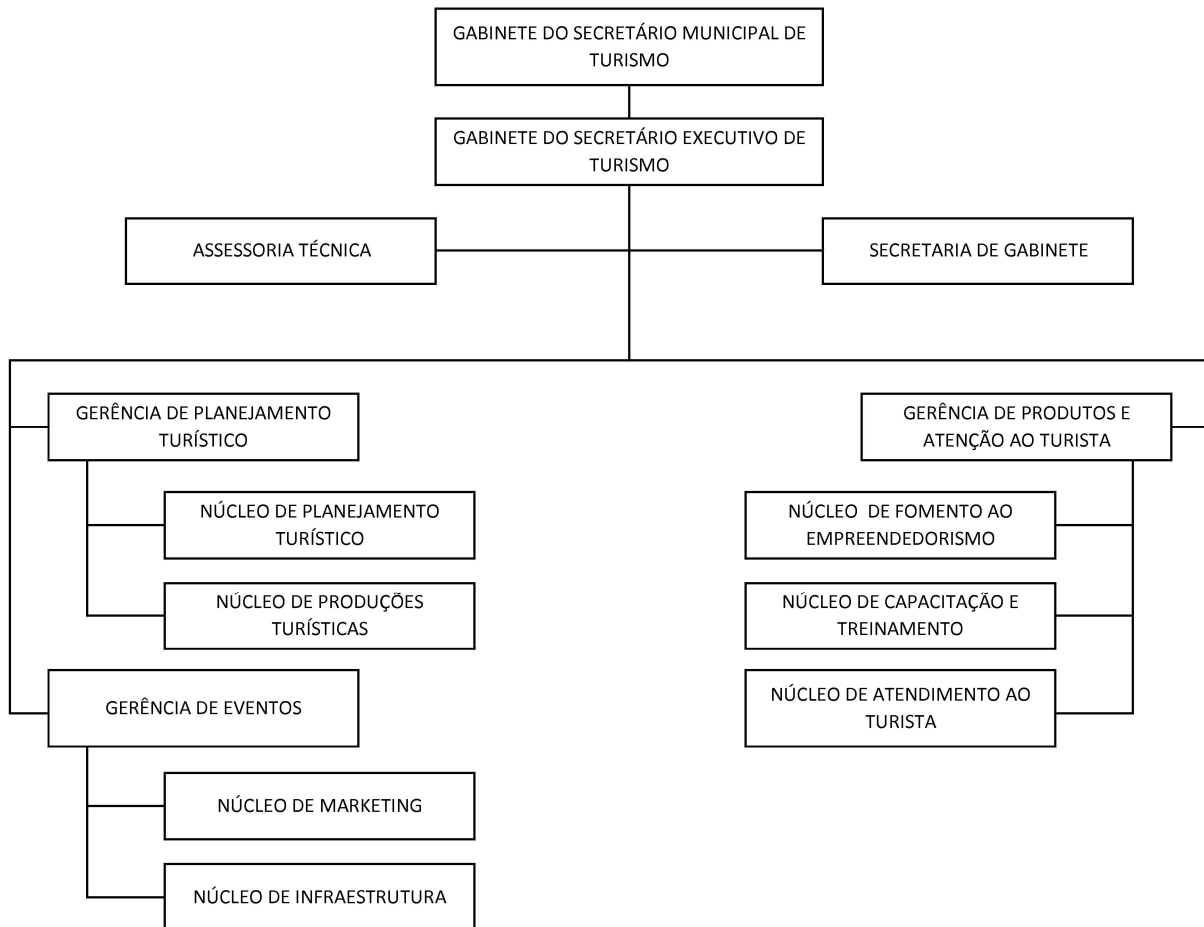 GABINETE DO SECRETÁRIO MUNICIPAL DE
TURISMO
GABINETE DO SECRETÁRIO EXECUTIVO DE
TURISMO
ASSESSORIA TÉCNICA
SECRETARIA DE GABINETE
GERÊNCIA DE PLANEJAMENTO
TURÍSTICO
NÚCLEO DE PLANEJAMENTO
TURÍSTICO
NÚCLEO DE PRODUÇÕES
TURÍSTICAS
GERÊNCIA DE EVENTOS
NÚCLEO DE MARKETING
NÚCLEO DE INFRAESTRUTURA
GERÊNCIA DE PRODUTOS E
ATENÇÃO AO TURISTA
NÚCLEO  DE FOMENTO AO
EMPREENDEDORISMO
NÚCLEO DE CAPACITAÇÃO E
TREINAMENTO
NÚCLEO DE ATENDIMENTO AO
TURISTA